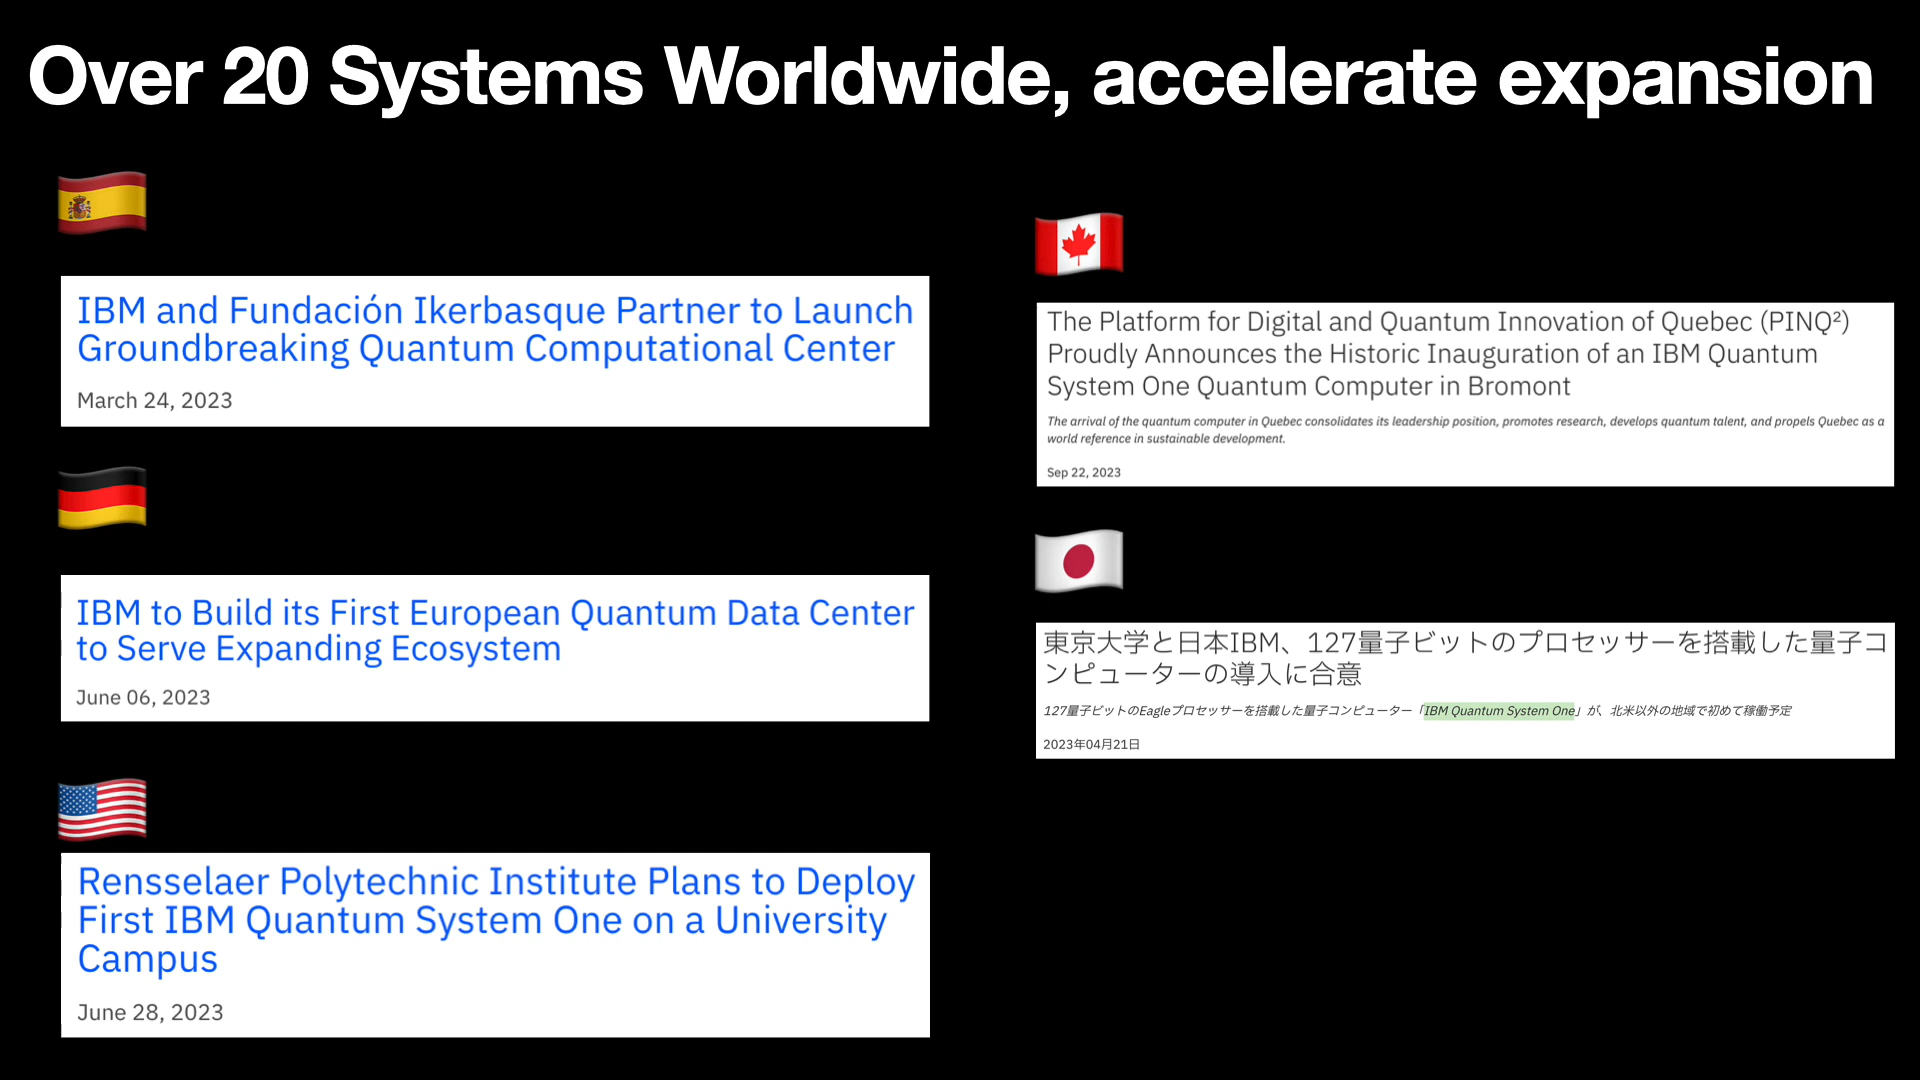 Over 20 Systems Worldwide, accelerate expansion
IBM and Fundación Ikerbasque Partner to Launch
Groundbreaking Quantum Computational Center
March 24, 2023
IBM to Build its First European Quantum Data Center
to Serve Expanding Ecosystem
June 06, 2023
Rensselaer Polytechnic Institute Plans to Deploy
First IBM Quantum System One on a University
Campus
June 28, 2023
The Platform for Digital and Quantum Innovation of Quebec (PINQ²)
Proudly Announces the Historic Inauguration of an IBM Quantum
System One Quantum Computer in Bromont
The arrival of the quantum computer in Quebec consolidates its leadership position, promotes research, develops quantum talent, and propels Quebec as a
world reference in sustainable development.
Sep 22, 2023
東京大学と日本IBM、127量子ビットのプロセッサーを搭載した量子コ
ンピューターの導入に合意
127量子ビットのEagleプロセッサーを搭載した量子コンピューター「IBM Quantum System One」が、北米以外の地域で初めて稼働予定
2023年04月21日